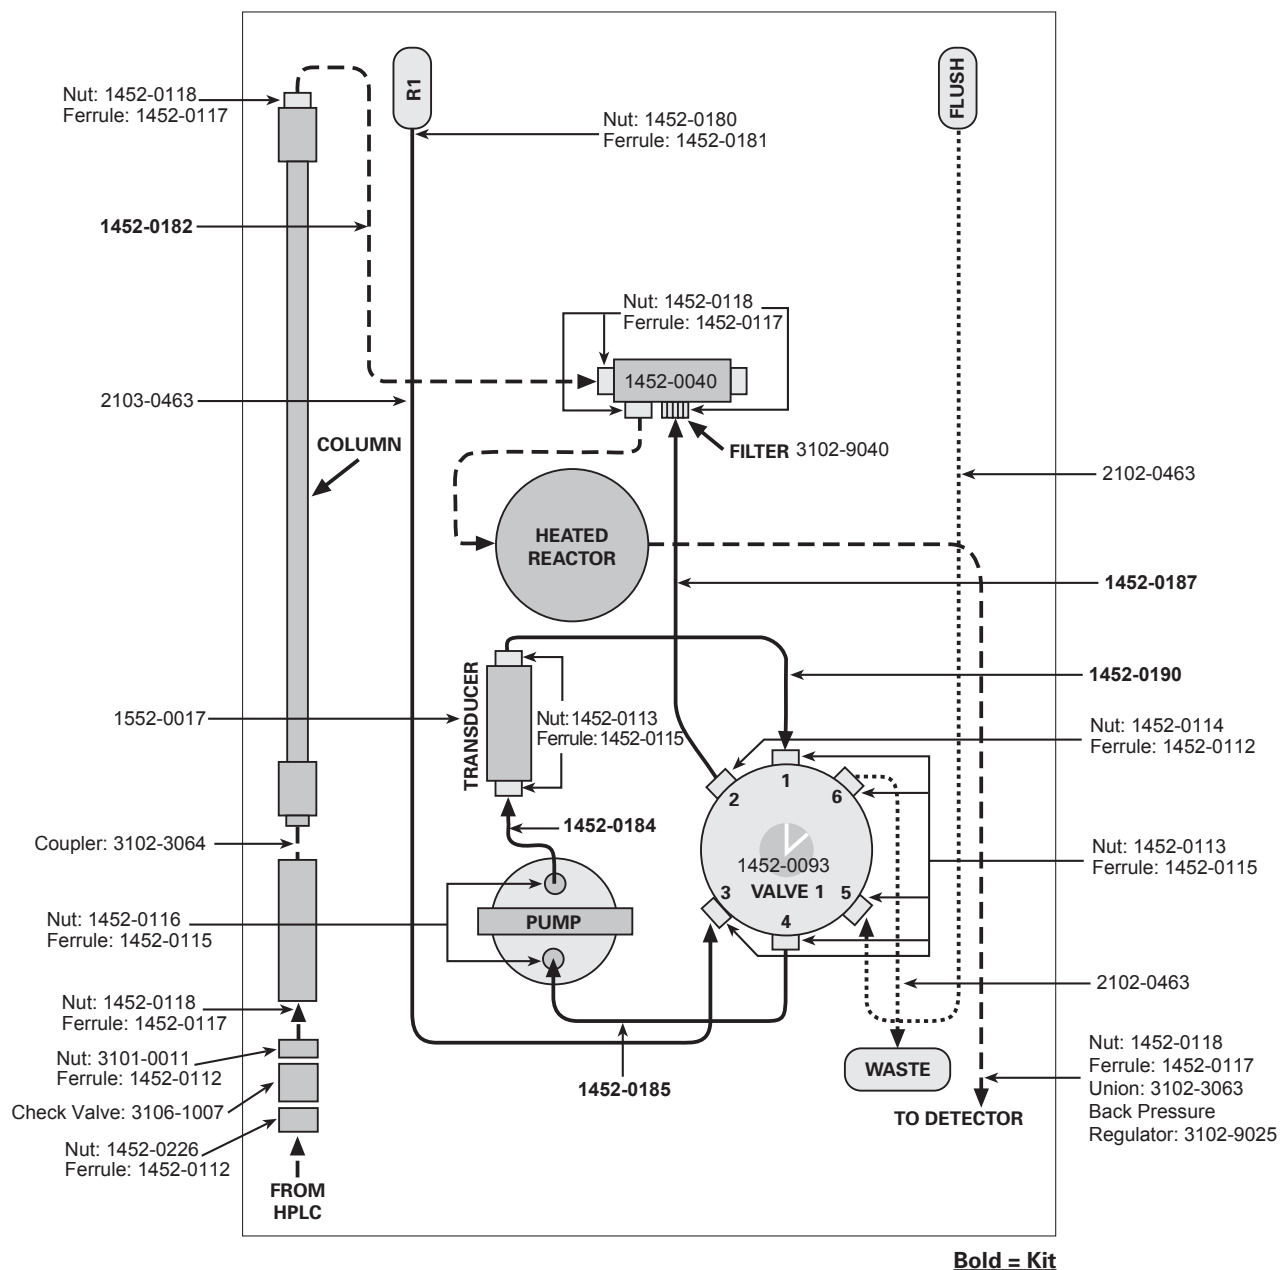 R1
FLUSH
Nut: 1452-0118
Ferrule: 1452-0117
Nut: 1452-0180
Ferrule: 1452-0181
1452-0182
Nut: 1452-0118
Ferrule: 1452-0117
1452-0040
2103-0463
COLUMN
FILTER 3102-9040
2102-0463
HEATED
REACTOR
1452-0187
TRANSDUCER
1452-0190
1552-0017
Nut:1452-0113
Ferrule:1452-0115
Nut: 1452-0114
Ferrule: 1452-0112
1
2
6
1452-0184
Coupler: 3102-3064
1452-0093
VALVE 1
3
5
4
Nut: 1452-0113
Ferrule: 1452-0115
Nut: 1452-0116
Ferrule: 1452-0115
PUMP
2102-0463
Nut: 1452-0118
Ferrule: 1452-0117
Nut: 3101-0011
Ferrule: 1452-0112
Check Valve: 3106-1007
Nut: 1452-0226
Ferrule: 1452-0112
1452-0185
WASTE
Nut: 1452-0118
Ferrule: 1452-0117
Union: 3102-3063
Back Pressure
Regulator: 3102-9025
TO DETECTOR
FROM
HPLC
Bold = Kit